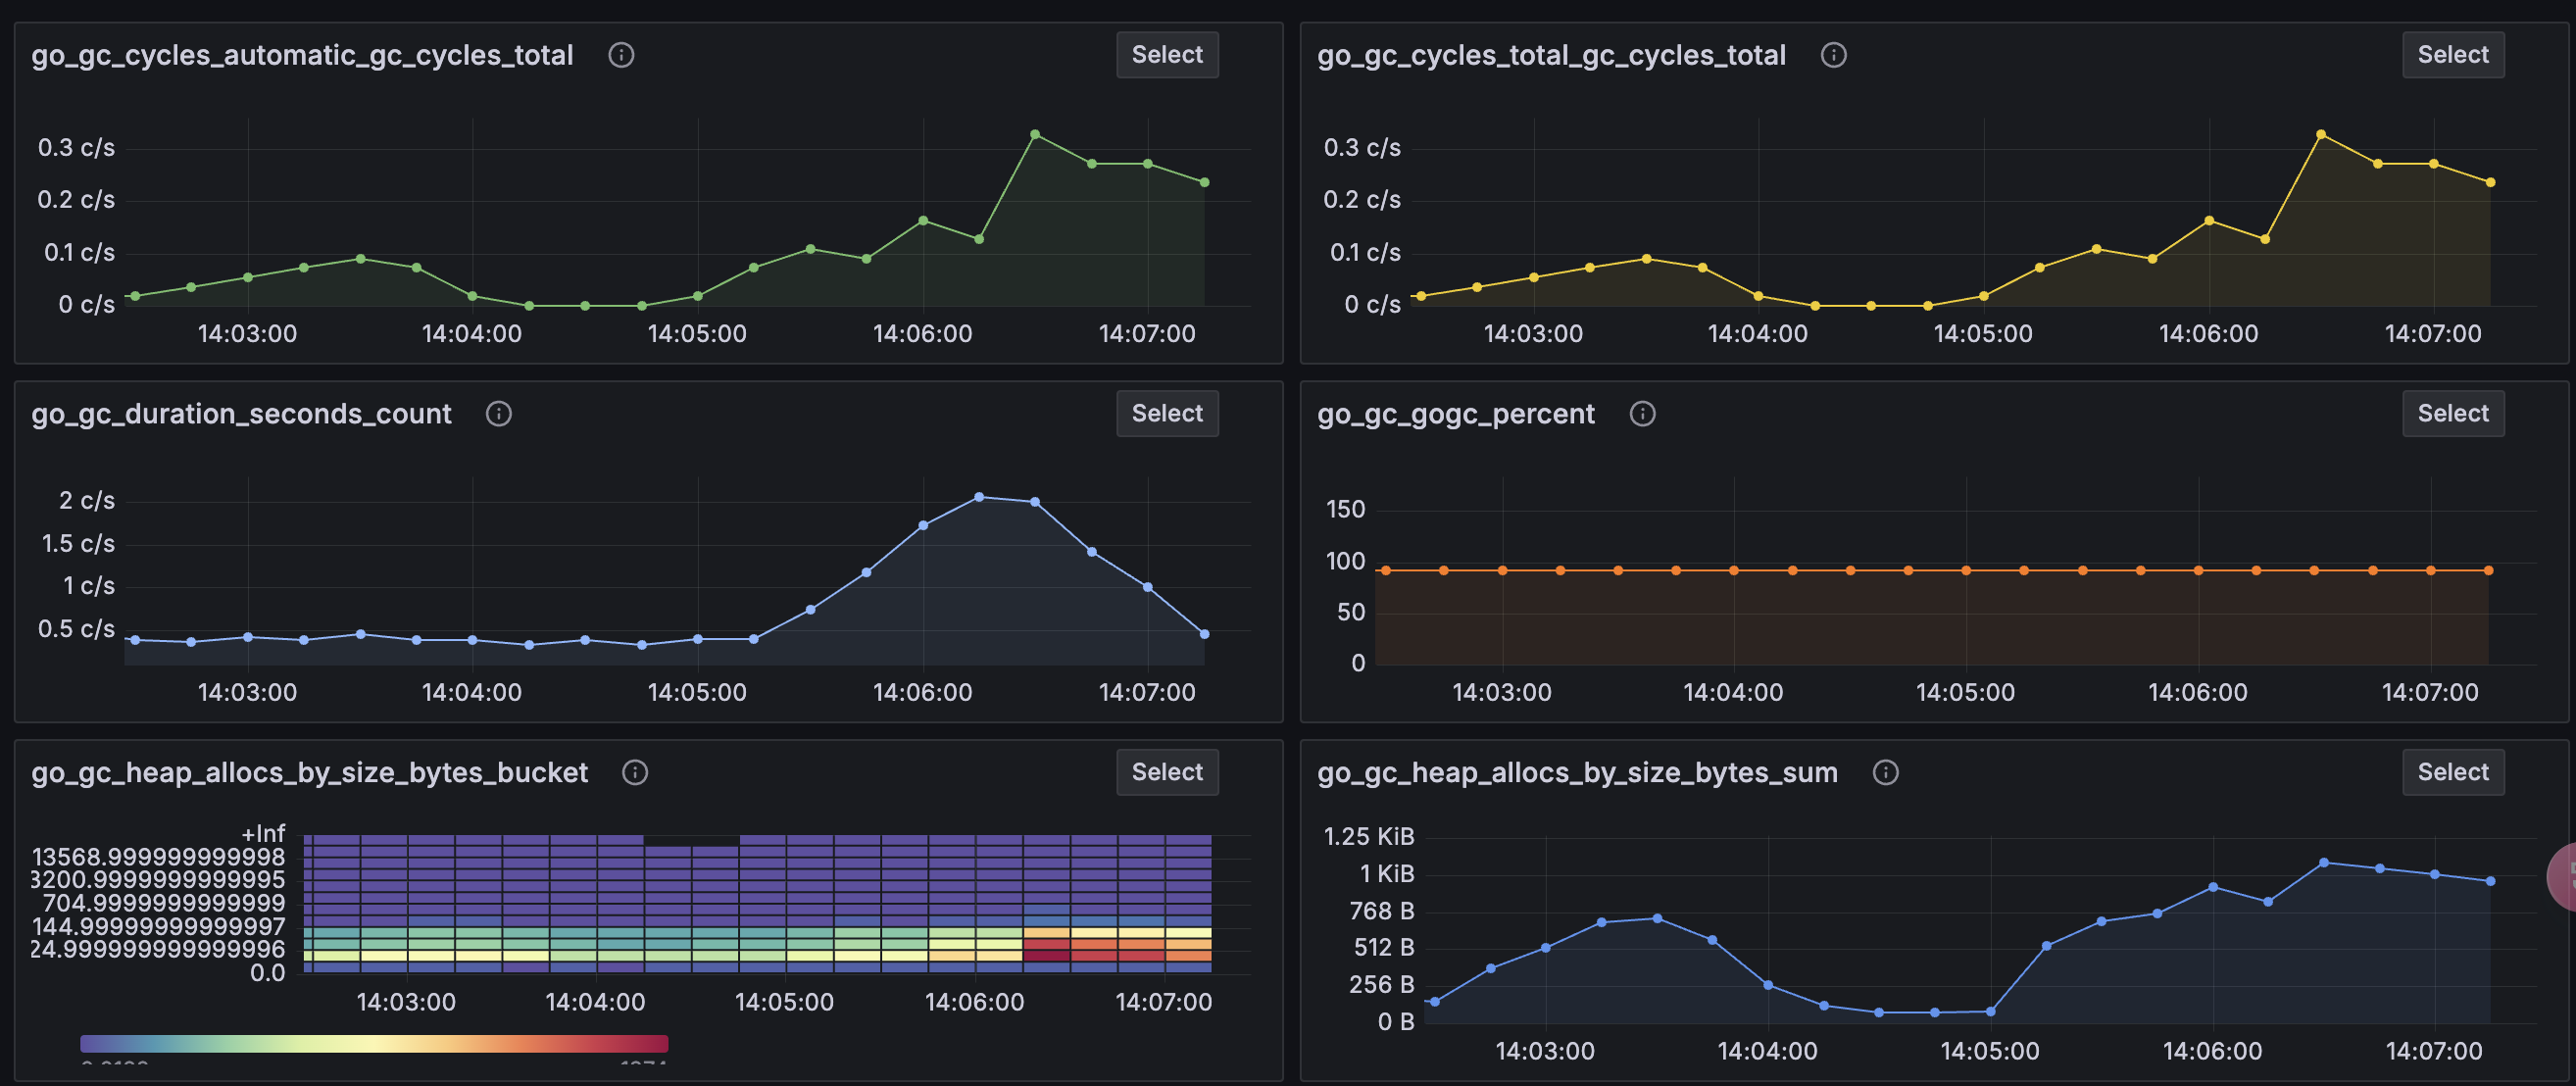 go_gc_cycles_automatic_gc_cycles_total
Select
0.3 c/s
0.2 c/s
0.1 c/s
0 c/s
14:03:00 14:04:00 14:05:00 14:06:00 14:07:00
go_gc_cycles_total_gc_cycles_total
Select
0.3 c/s
0.2 c/s
0.1 c/s
0 c/s
14:03:00 14:04:00 14:05:00 14:06:00 14:07:00
go_gc_duration_seconds_count
Select
2 c/s
1.5 c/s
1 c/s
0.5 c/s
14:03:00 14:04:00 14:05:00 14:06:00 14:07:00
go_gc_gogc_percent
Select
150
100
50
0
14:03:00 14:04:00 14:05:00 14:06:00 14:07:00
go_gc_heap_allocs_by_size_bytes_bucket
Select
+Inf
13568.999999999998
3200.9999999999995
704.9999999999999
144.99999999999997
24.999999999999996
0.0
14:03:00 14:04:00 14:05:00 14:06:00 14:07:00
go_gc_heap_allocs_by_size_bytes_sum
Select
1.25 KiB
1 KiB
768 B
512 B
256 B
0 B
14:03:00 14:04:00 14:05:00 14:06:00 14:07:00